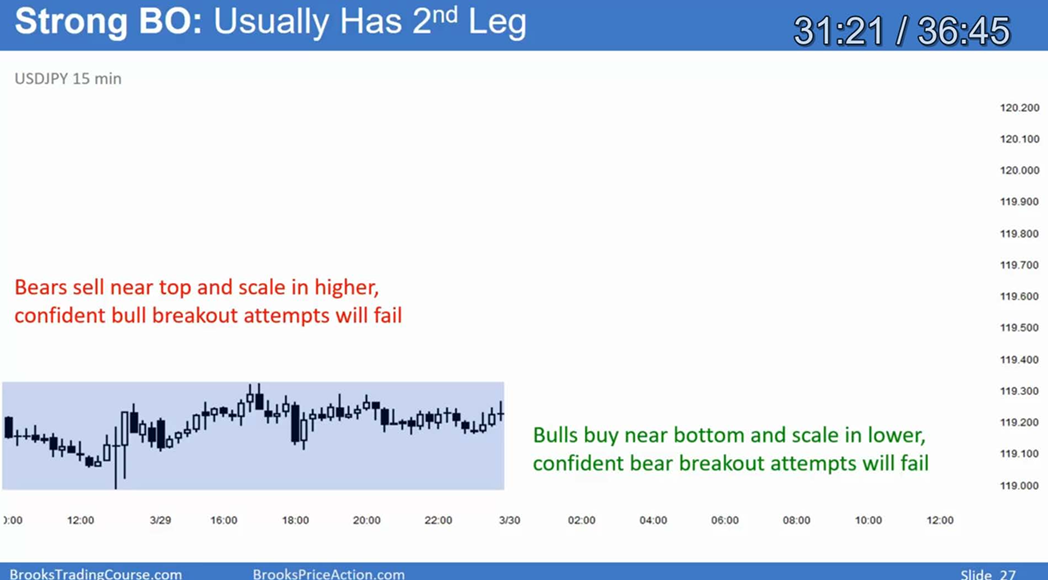 Strong BO: Usually Has 2nd Leg
31:21 / 36:45
USDJPY 15 min
120.200
120.100
120.000
119.900
119.800
119.700
119.600
119.500
119.400
119.300
119.200
119.100
119.000
Bears sell near top and scale in higher,
confident bull breakout attempts will fail
Bulls buy near bottom and scale in lower,
confident bear breakout attempts will fail
0:00 12:00 3/29 16:00 18:00 20:00 22:00 3/30 02:00 04:00 06:00 08:00 10:00 12:00
BrooksTradingCourse.com BrooksPriceAction.com Slide 27